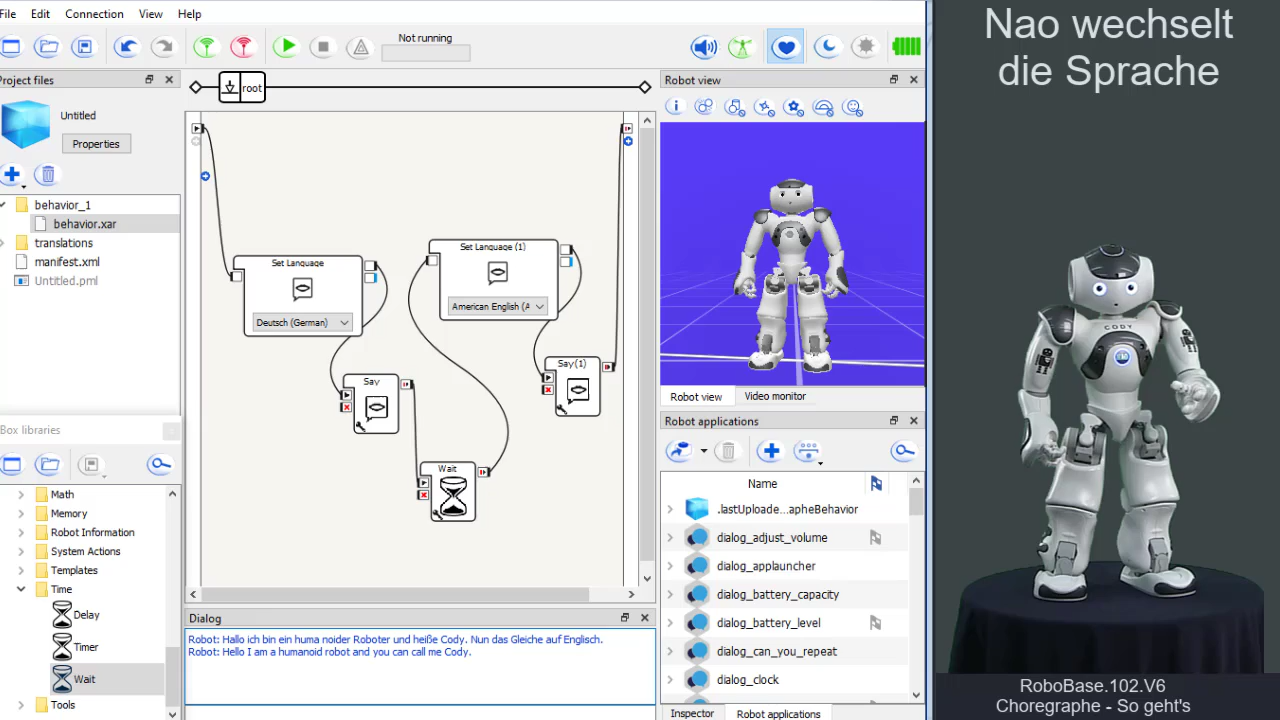 File Edit Connection View Help
Not running
Nao wechselt
die Sprache
Project files
root
Robot view
Untitled
Properties
behavior_1
behavior.xar
translations
manifest.xml
Untitled.pml
Set Language
Deutsch (German)
Set Language (1)
American English (A
Say
Say(1)
Wait
Robot view
Video monitor
Robot applications
Name
.lastUploade...apheBehavior
dialog_adjust_volume
dialog_applauncher
dialog_battery_capacity
dialog_battery_level
dialog_can_you_repeat
dialog_clock
Inspector
Robot applications
Box libraries
Math
Memory
Robot Information
System Actions
Templates
Time
Delay
Timer
Wait
Tools
Dialog
Robot: Hallo ich bin ein huma noider Roboter und heiße Cody. Nun das Gleiche auf Englisch.
Robot: Hello I am a humanoid robot and you can call me Cody.
CODY
RoboBase.102.V6
Choregraphe - So geht's